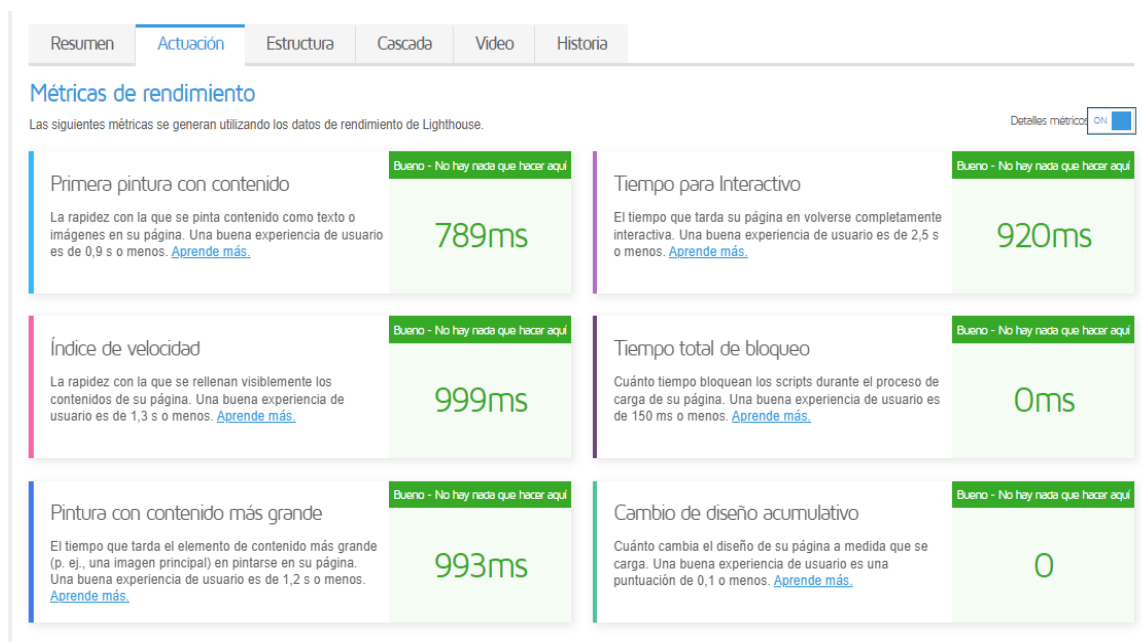 Resumen
Actuación
Estructura
Cascada
Video
Historia
Métricas de rendimiento
Las siguientes métricas se generan utilizando los datos de rendimiento de Lighthouse.
Detalles métricos
ON
Primera pintura con contenido
La rapidez con la que se pinta contenido como texto o
imágenes en su página. Una buena experiencia de usuario
es de 0,9 s o menos. Aprende más.
Bueno - No hay nada que hacer aquí
789ms
Tiempo para Interactivo
El tiempo que tarda su página en volverse completamente
interactiva. Una buena experiencia de usuario es de 2,5 s
o menos. Aprende más.
Bueno - No hay nada que hacer aquí
920ms
Índice de velocidad
La rapidez con la que se rellenan visiblemente los
contenidos de su página. Una buena experiencia de
usuario es de 1,3 s o menos. Aprende más.
Bueno - No hay nada que hacer aquí
999ms
Tiempo total de bloqueo
Cuánto tiempo bloquean los scripts durante el proceso de
carga de su página. Una buena experiencia de usuario es
de 150 ms o menos. Aprende más.
Bueno - No hay nada que hacer aquí
0ms
Pintura con contenido más grande
El tiempo que tarda el elemento de contenido más grande
(p. ej., una imagen principal) en pintarse en su página.
Una buena experiencia de usuario es de 1,2 s o menos.
Aprende más.
Bueno - No hay nada que hacer aquí
993ms
Cambio de diseño acumulativo
Cuánto cambia el diseño de su página a medida que se
carga. Una buena experiencia de usuario es una
puntuación de 0,1 o menos. Aprende más.
Bueno - No hay nada que hacer aquí
0